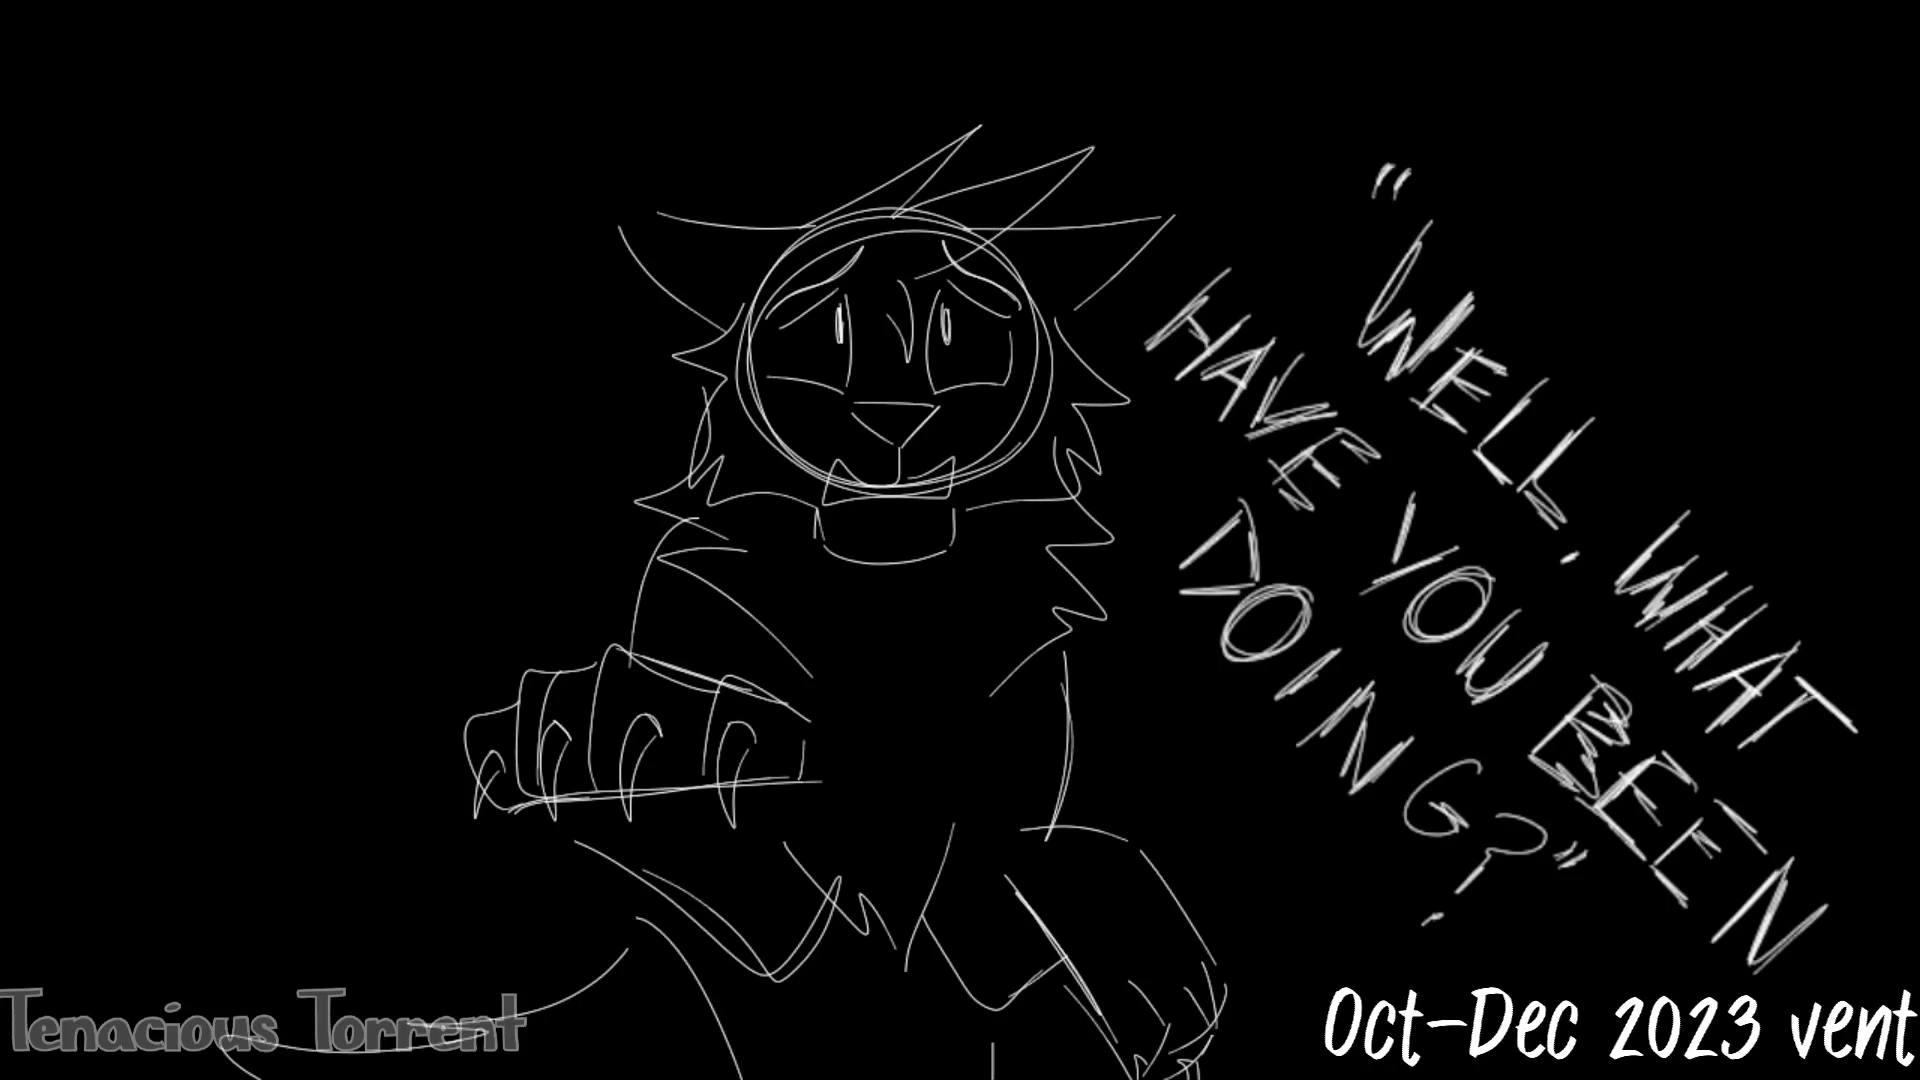 "WELL, WHAT
HAVE YOU BEEN
DOING?"
Tenacious Torrent
Oct-Dec 2023 vent